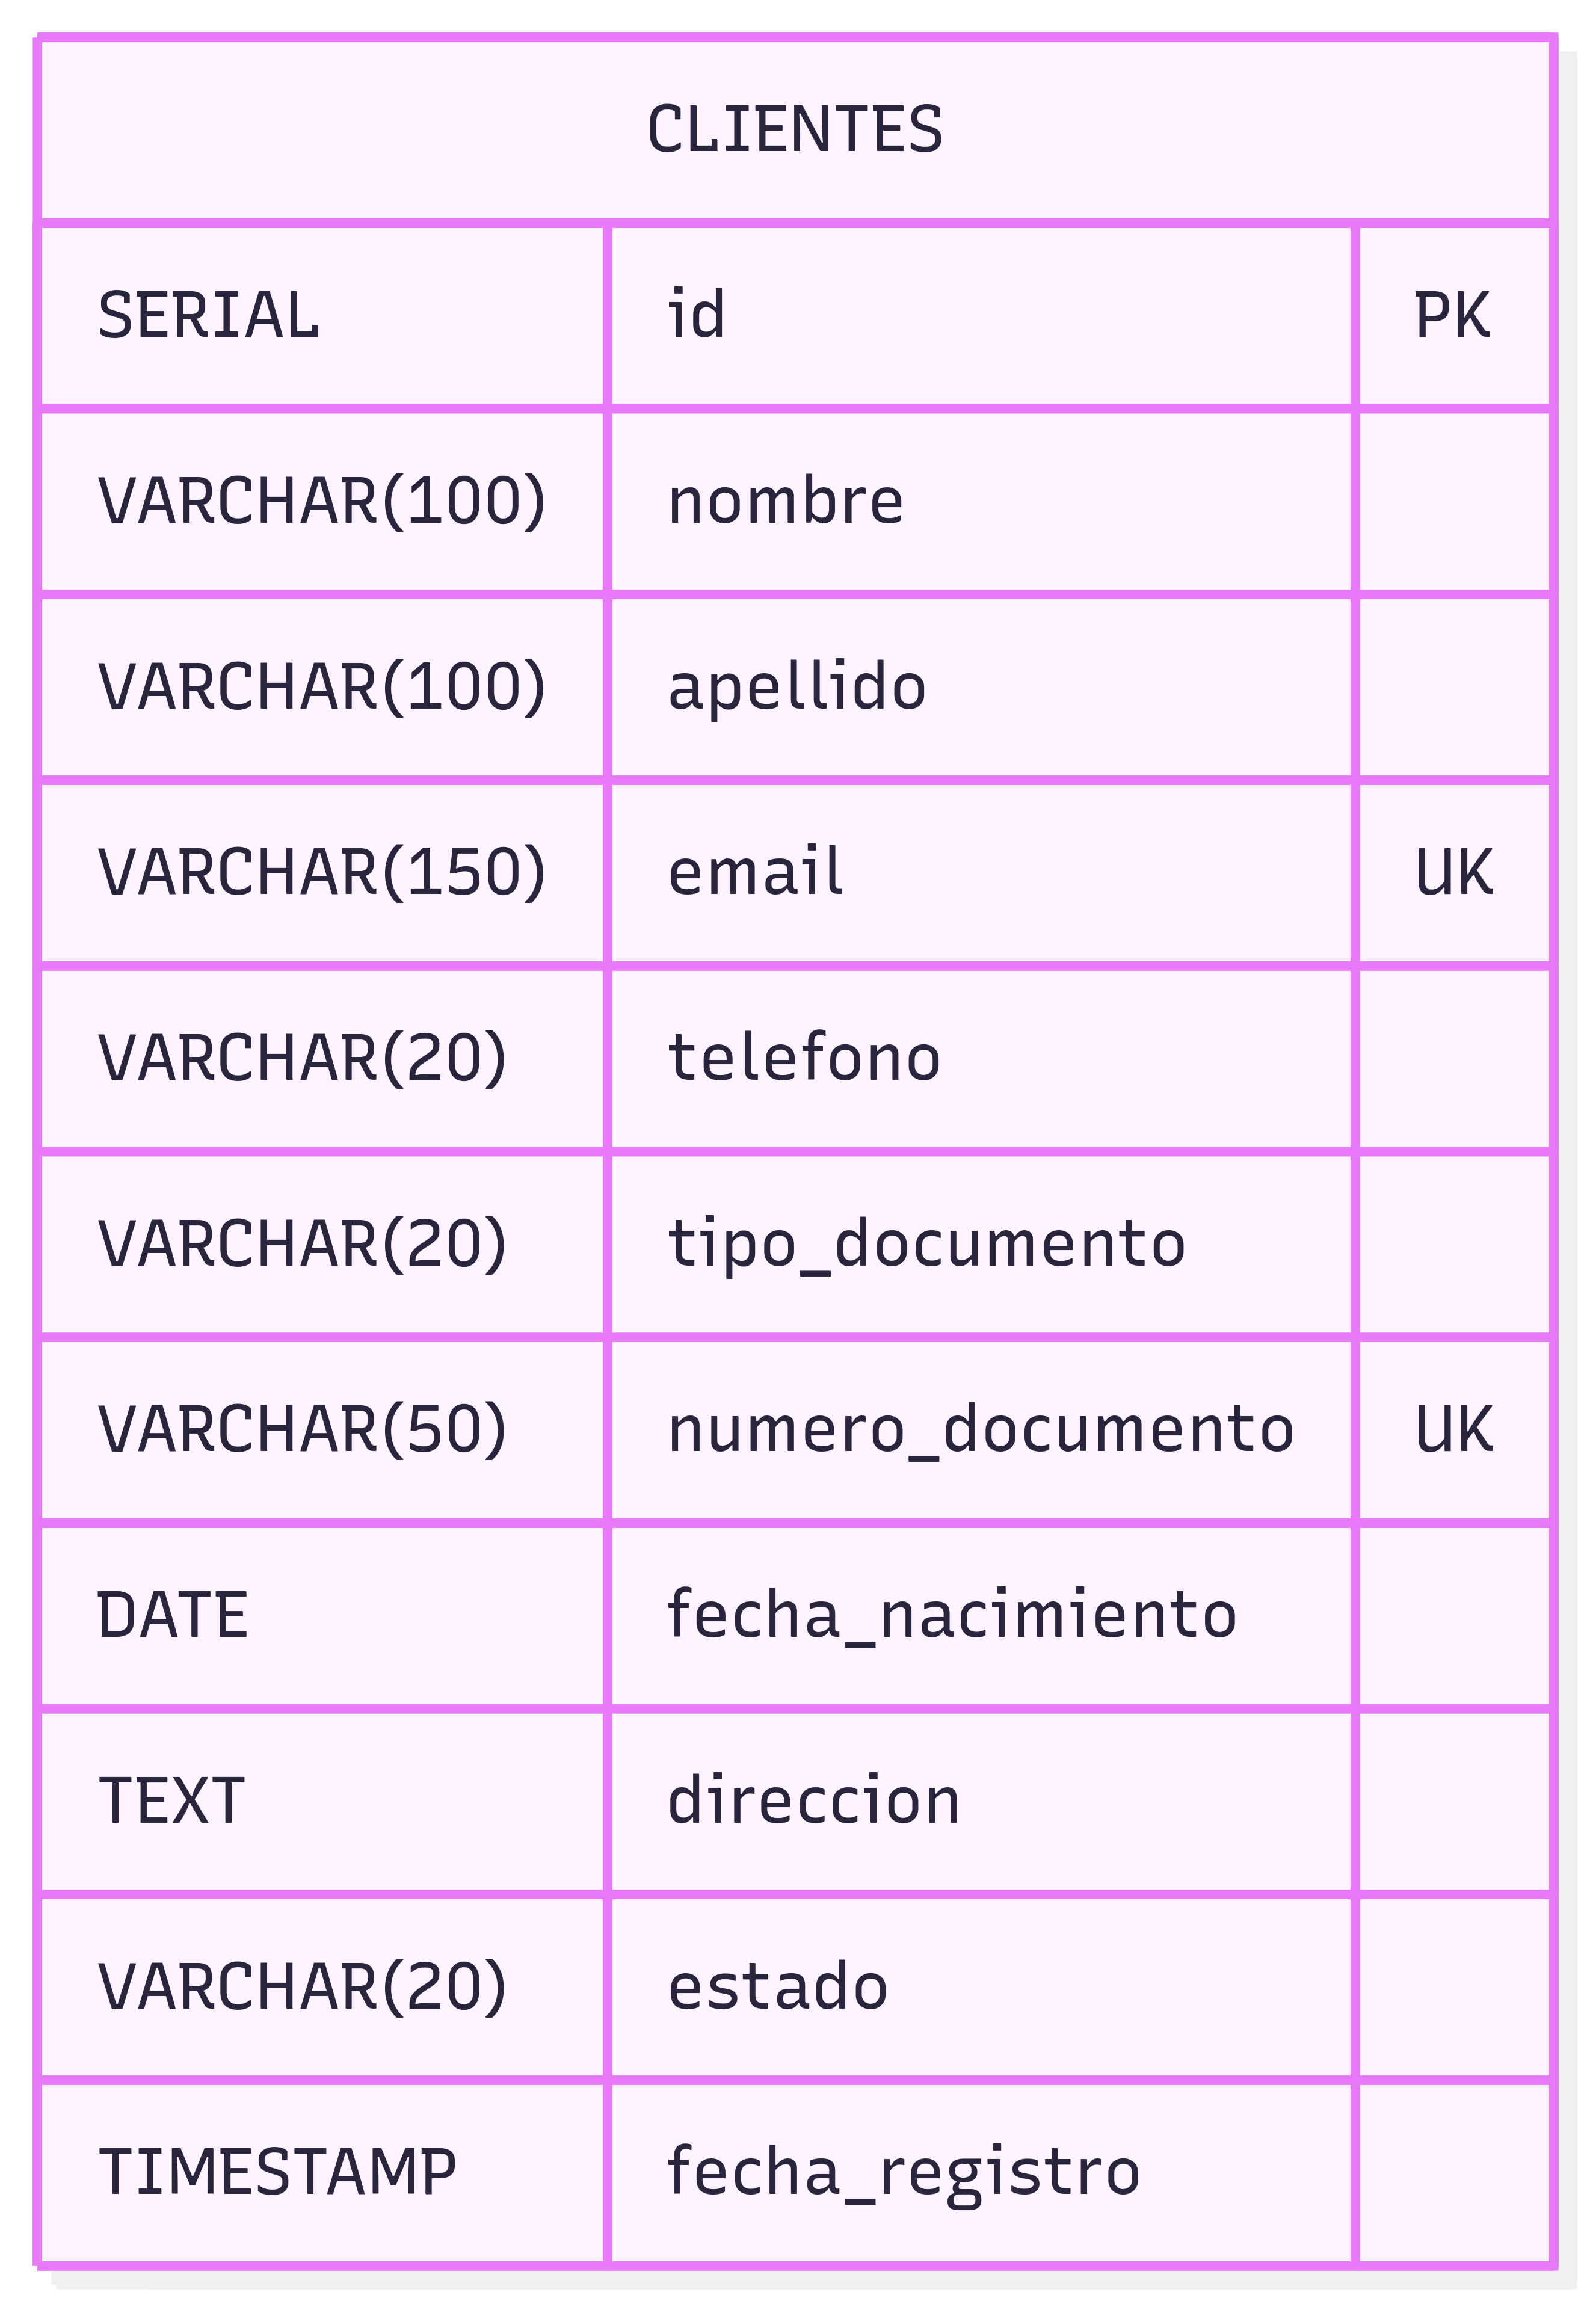 CLIENTES
SERIAL id PK
VARCHAR(100) nombre
VARCHAR(100) apellido
VARCHAR(150) email UK
VARCHAR(20) telefono
VARCHAR(20) tipo_documento
VARCHAR(50) numero_documento UK
DATE fecha_nacimiento
TEXT direccion
VARCHAR(20) estado
TIMESTAMP fecha_registro